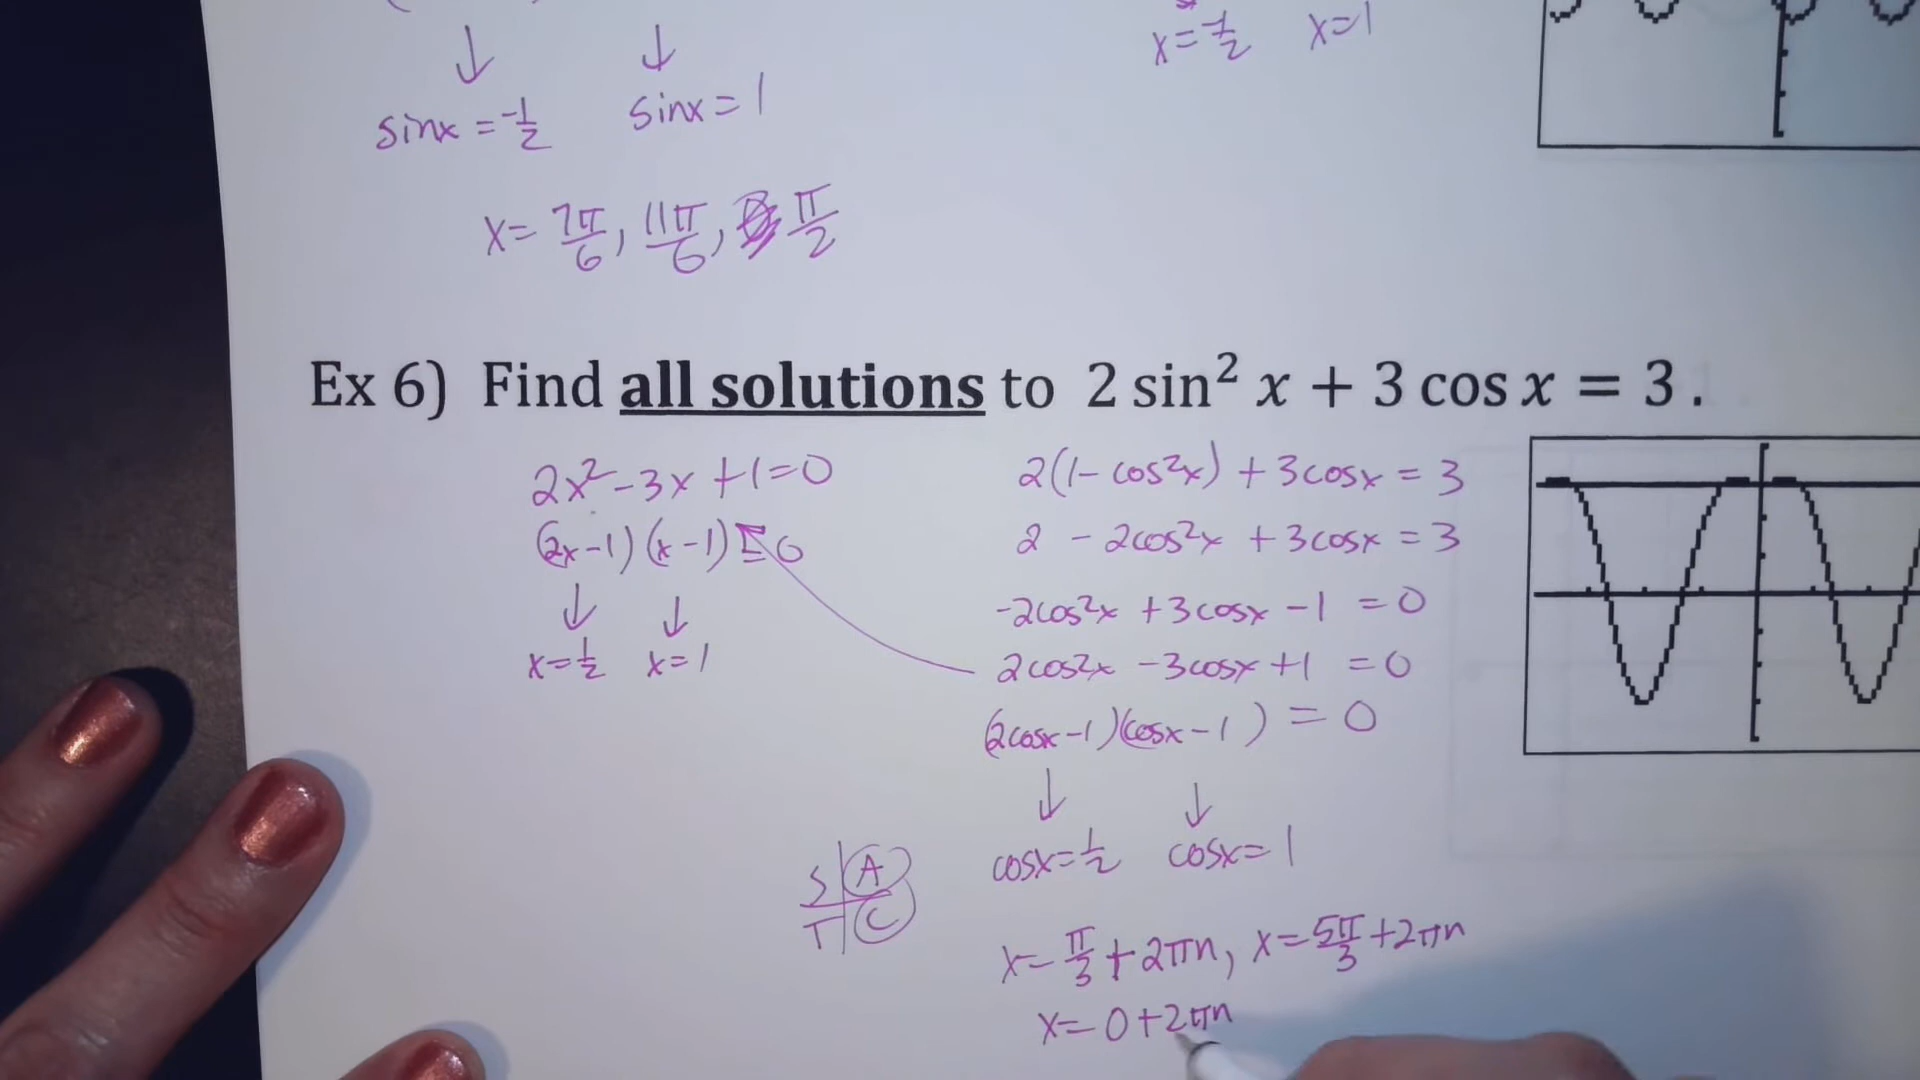 x = -1/2 x=1
sinx = -1/2 sinx = 1
x = 7π/6, 11π/6, π/2
Ex 6) Find all solutions to 2 sin² x + 3 cos x = 3.
2x² - 3x + 1 = 0
(2x-1)(x-1) = 0
x = 1/2 x = 1
2(1 - cos²x) + 3cosx = 3
2 - 2cos²x + 3cosx = 3
-2cos²x + 3cosx - 1 = 0
2cos²x - 3cosx + 1 = 0
(2cosx - 1)(cosx - 1) = 0
cosx = 1/2 cosx = 1
S A
T C
x = π/3 + 2πn, x = 5π/3 + 2πn
x = 0 + 2πn